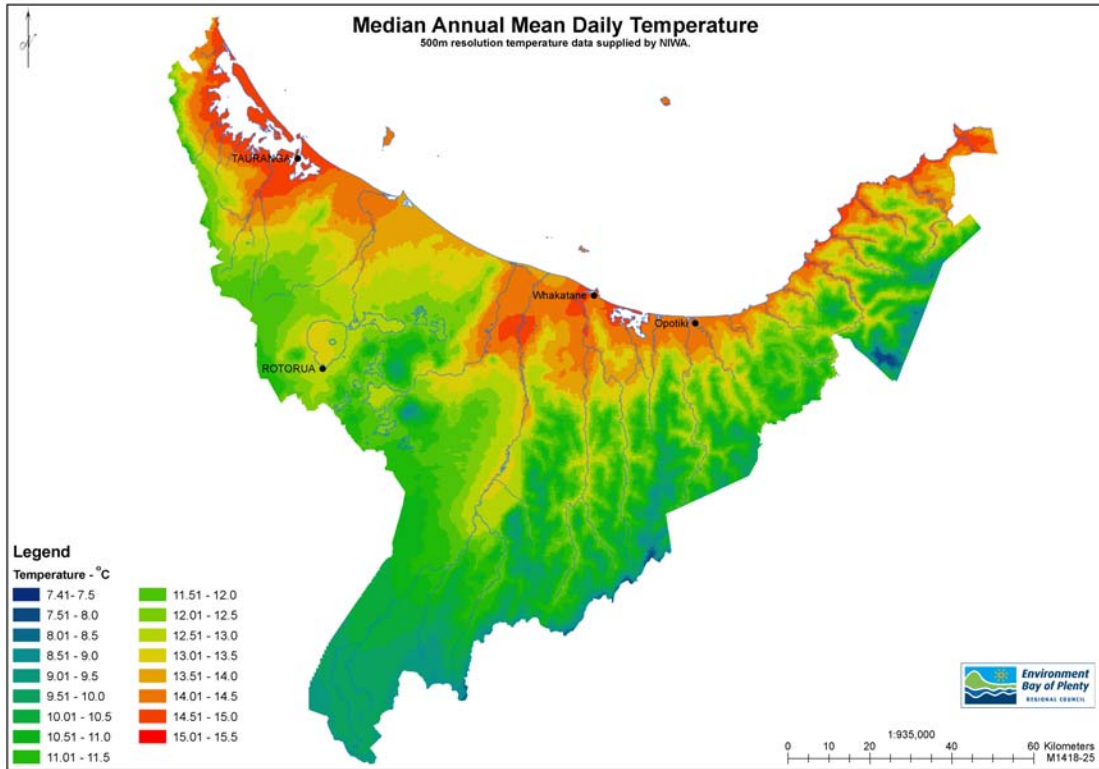 Median Annual Mean Daily Temperature
500m resolution temperature data supplied by NIWA.
N
TAURANGA
Whakatane
Opotiki
ROTORUA
Legend
Temperature - °C
7.41- 7.5
7.51 - 8.0
8.01 - 8.5
8.51 - 9.0
9.01 - 9.5
9.51 - 10.0
10.01 - 10.5
10.51 - 11.0
11.01 - 11.5
11.51 - 12.0
12.01 - 12.5
12.51 - 13.0
13.01 - 13.5
13.51 - 14.0
14.01 - 14.5
14.51 - 15.0
15.01 - 15.5
Environment
Bay of Plenty
REGIONAL COUNCIL
1:935,000
0 10 20 40 60 Kilometers
M1418-25